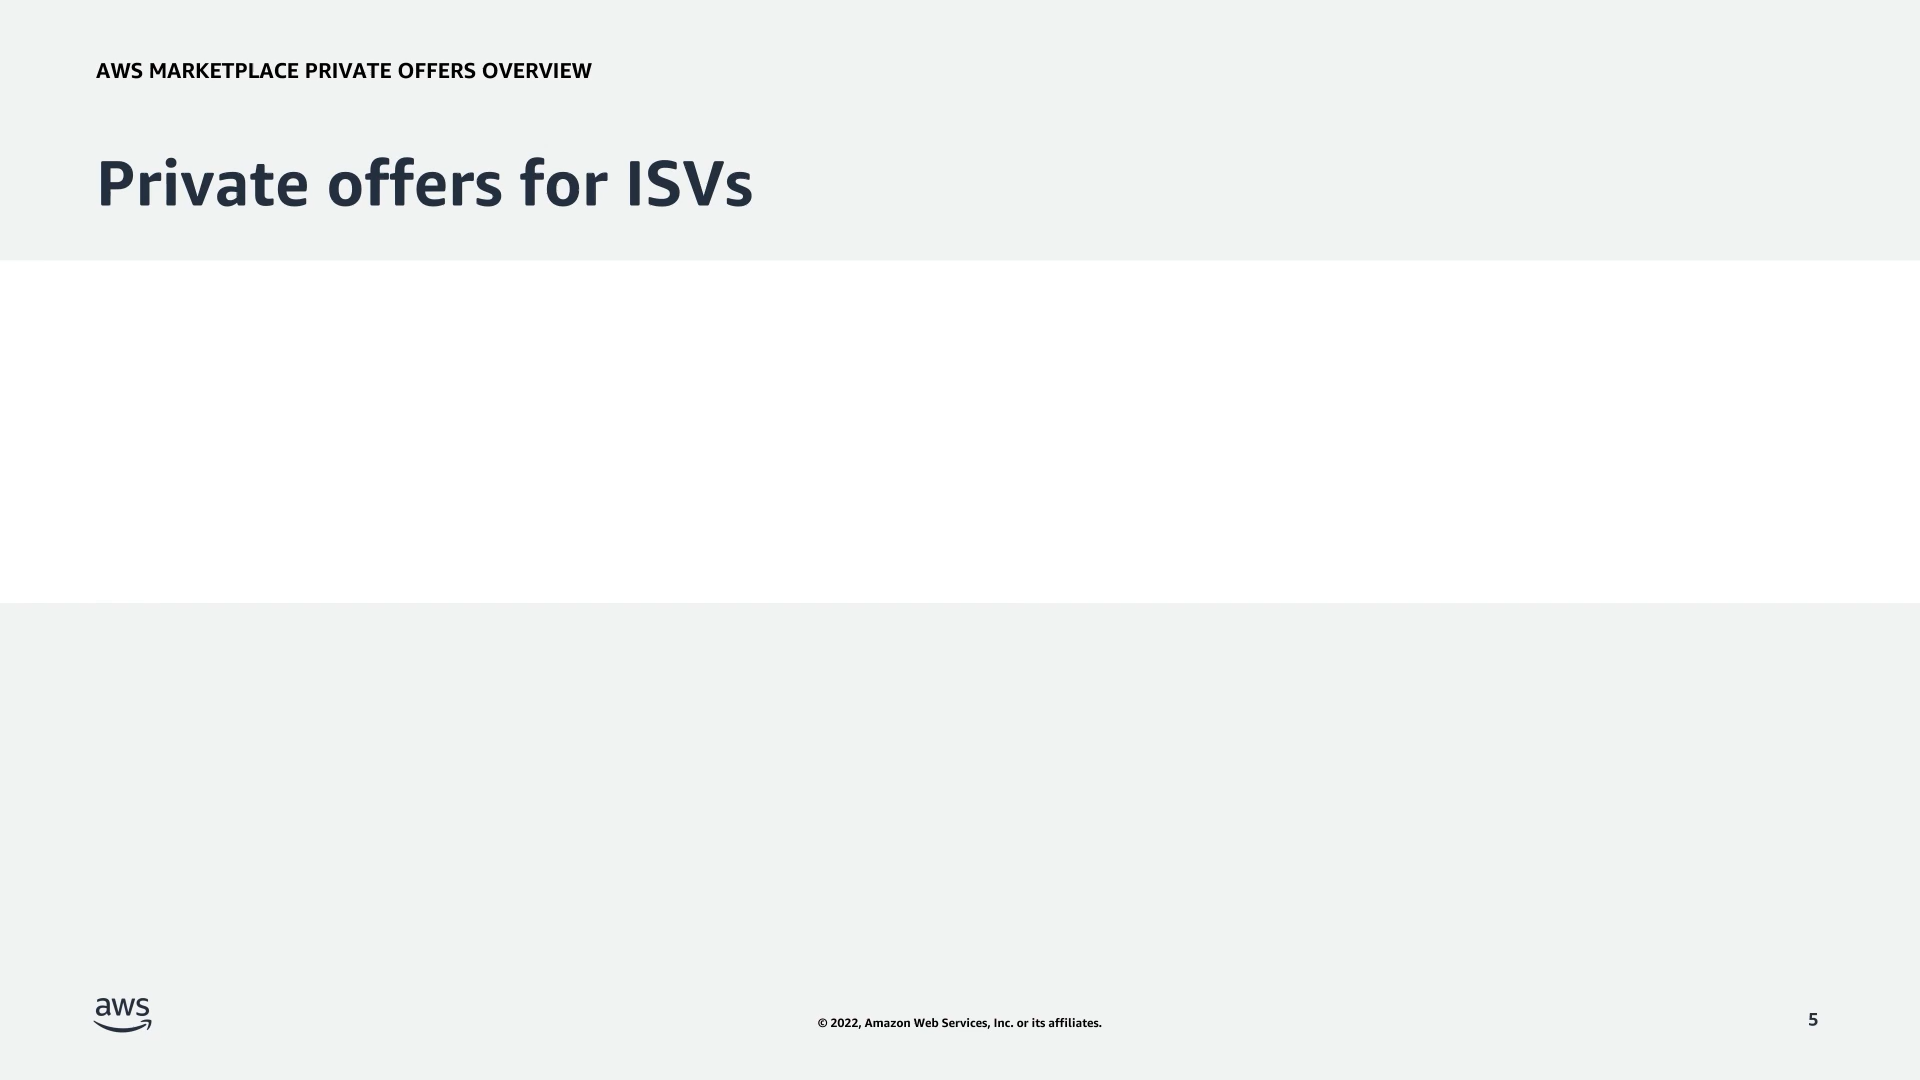 AWS MARKETPLACE PRIVATE OFFERS OVERVIEW
Private offers for ISVs
aws
© 2022, Amazon Web Services, Inc. or its affiliates.
5